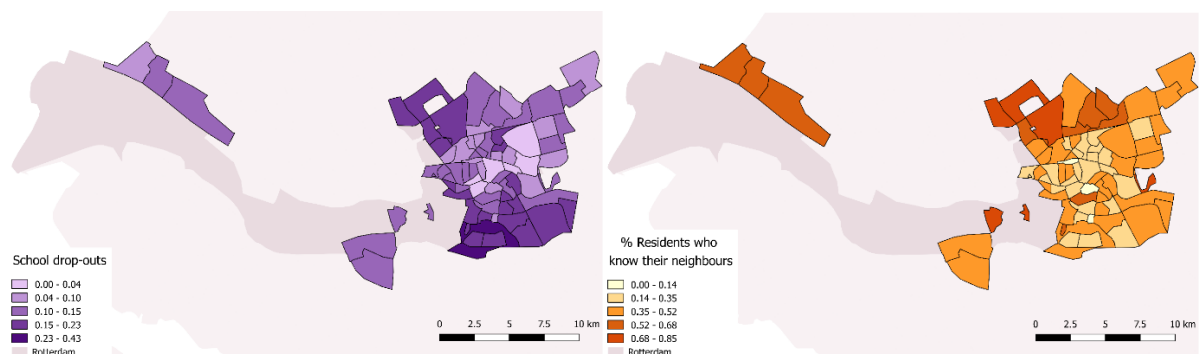 School drop-outs
0.00 - 0.04
0.04 - 0.10
0.10 - 0.15
0.15 - 0.23
0.23 - 0.43
Rotterdam
0 2.5 5 7.5 10 km
% Residents who
know their neighbours
0.00 - 0.14
0.14 - 0.35
0.35 - 0.52
0.52 - 0.68
0.68 - 0.85
Rotterdam
0 2.5 5 7.5 10 km